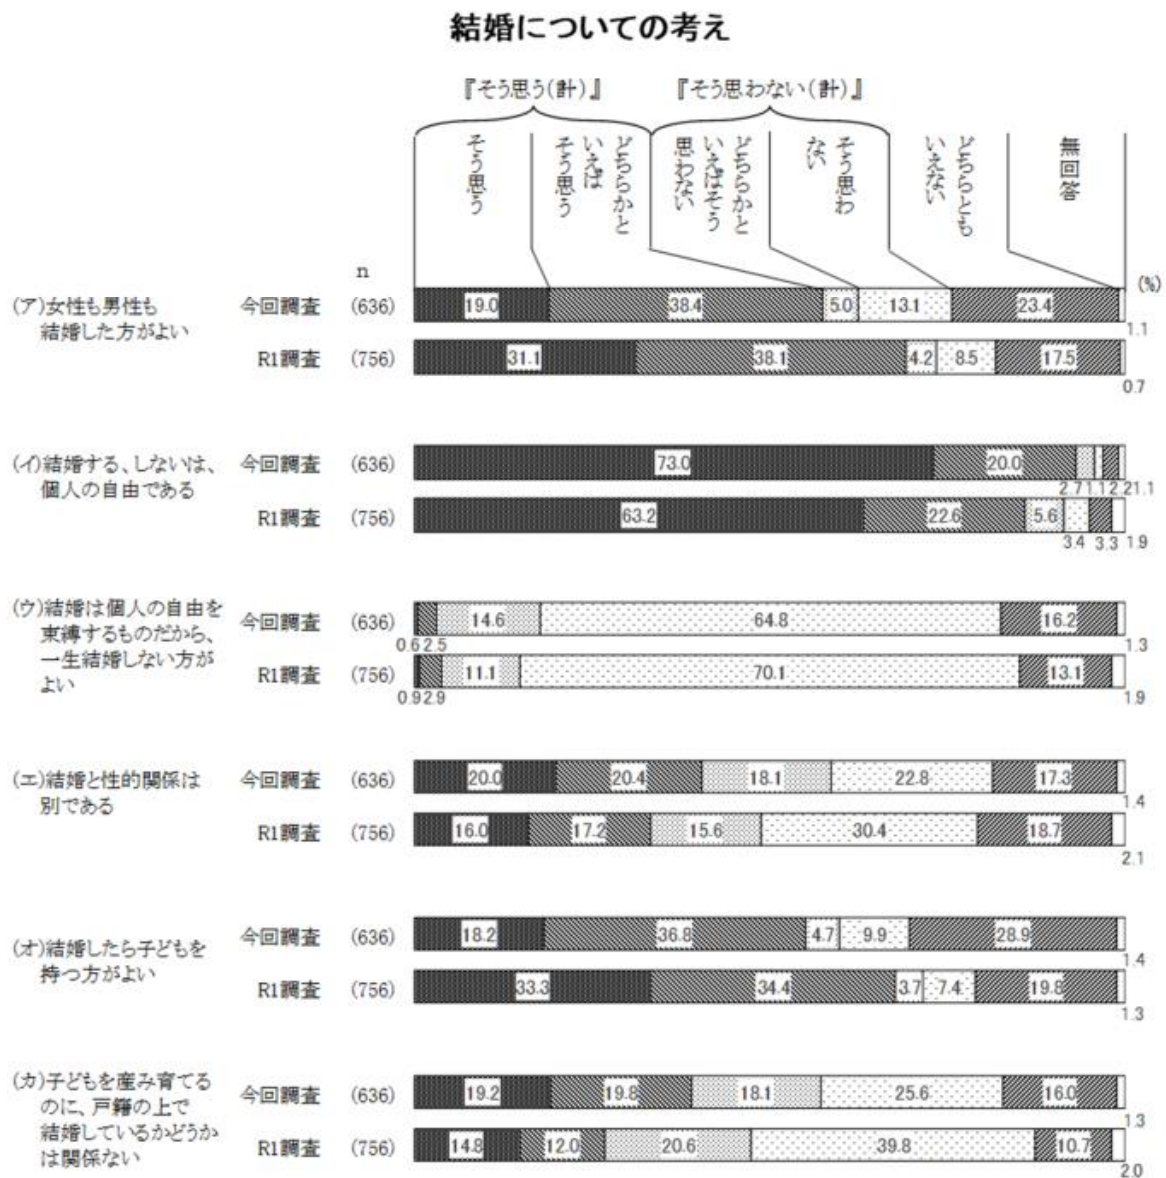 結婚についての考え
『そう思う(計)』
『そう思わない(計)』
そう思う
どちらかと
いえば
そう思う
どちらかと
いえばそう
思わない
そう思わ
ない
どちらとも
いえない
無回答
n
(%)
(ア)女性も男性も
結婚した方がよい
今回調査 (636) 19.0 38.4 5.0 13.1 23.4 1.1
R1調査 (756) 31.1 38.1 4.2 8.5 17.5 0.7
(イ)結婚する、しないは、
個人の自由である
今回調査 (636) 73.0 20.0 2.7 1.1 2.2 1.1
R1調査 (756) 63.2 22.6 5.6 3.4 3.3 1.9
(ウ)結婚は個人の自由を
束縛するものだから、
一生結婚しない方が
よい
今回調査 (636) 0.6 2.5 14.6 64.8 16.2 1.3
R1調査 (756) 0.9 2.9 11.1 70.1 13.1 1.9
(エ)結婚と性的関係は
別である
今回調査 (636) 20.0 20.4 18.1 22.8 17.3 1.4
R1調査 (756) 16.0 17.2 15.6 30.4 18.7 2.1
(オ)結婚したら子どもを
持つ方がよい
今回調査 (636) 18.2 36.8 4.7 9.9 28.9 1.4
R1調査 (756) 33.3 34.4 3.7 7.4 19.8 1.3
(カ)子どもを産み育てる
のに、戸籍の上で
結婚しているかどうか
は関係ない
今回調査 (636) 19.2 19.8 18.1 25.6 16.0 1.3
R1調査 (756) 14.8 12.0 20.6 39.8 10.7 2.0